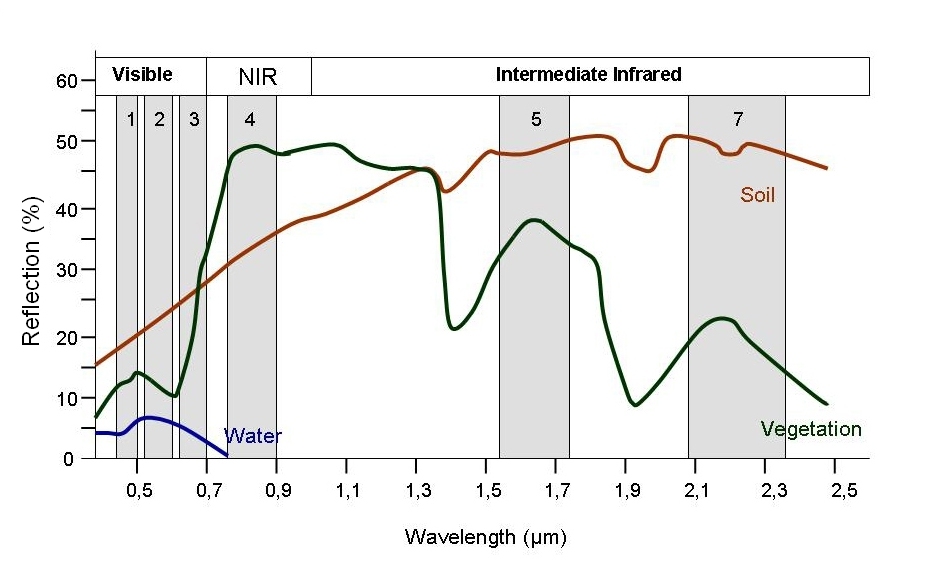 Visible NIR Intermediate Infrared
60
1 2 3 4 5 7
50
Soil
40
Reflection (%)
30
20
10
Water
Vegetation
0
0,5 0,7 0,9 1,1 1,3 1,5 1,7 1,9 2,1 2,3 2,5
Wavelength (µm)